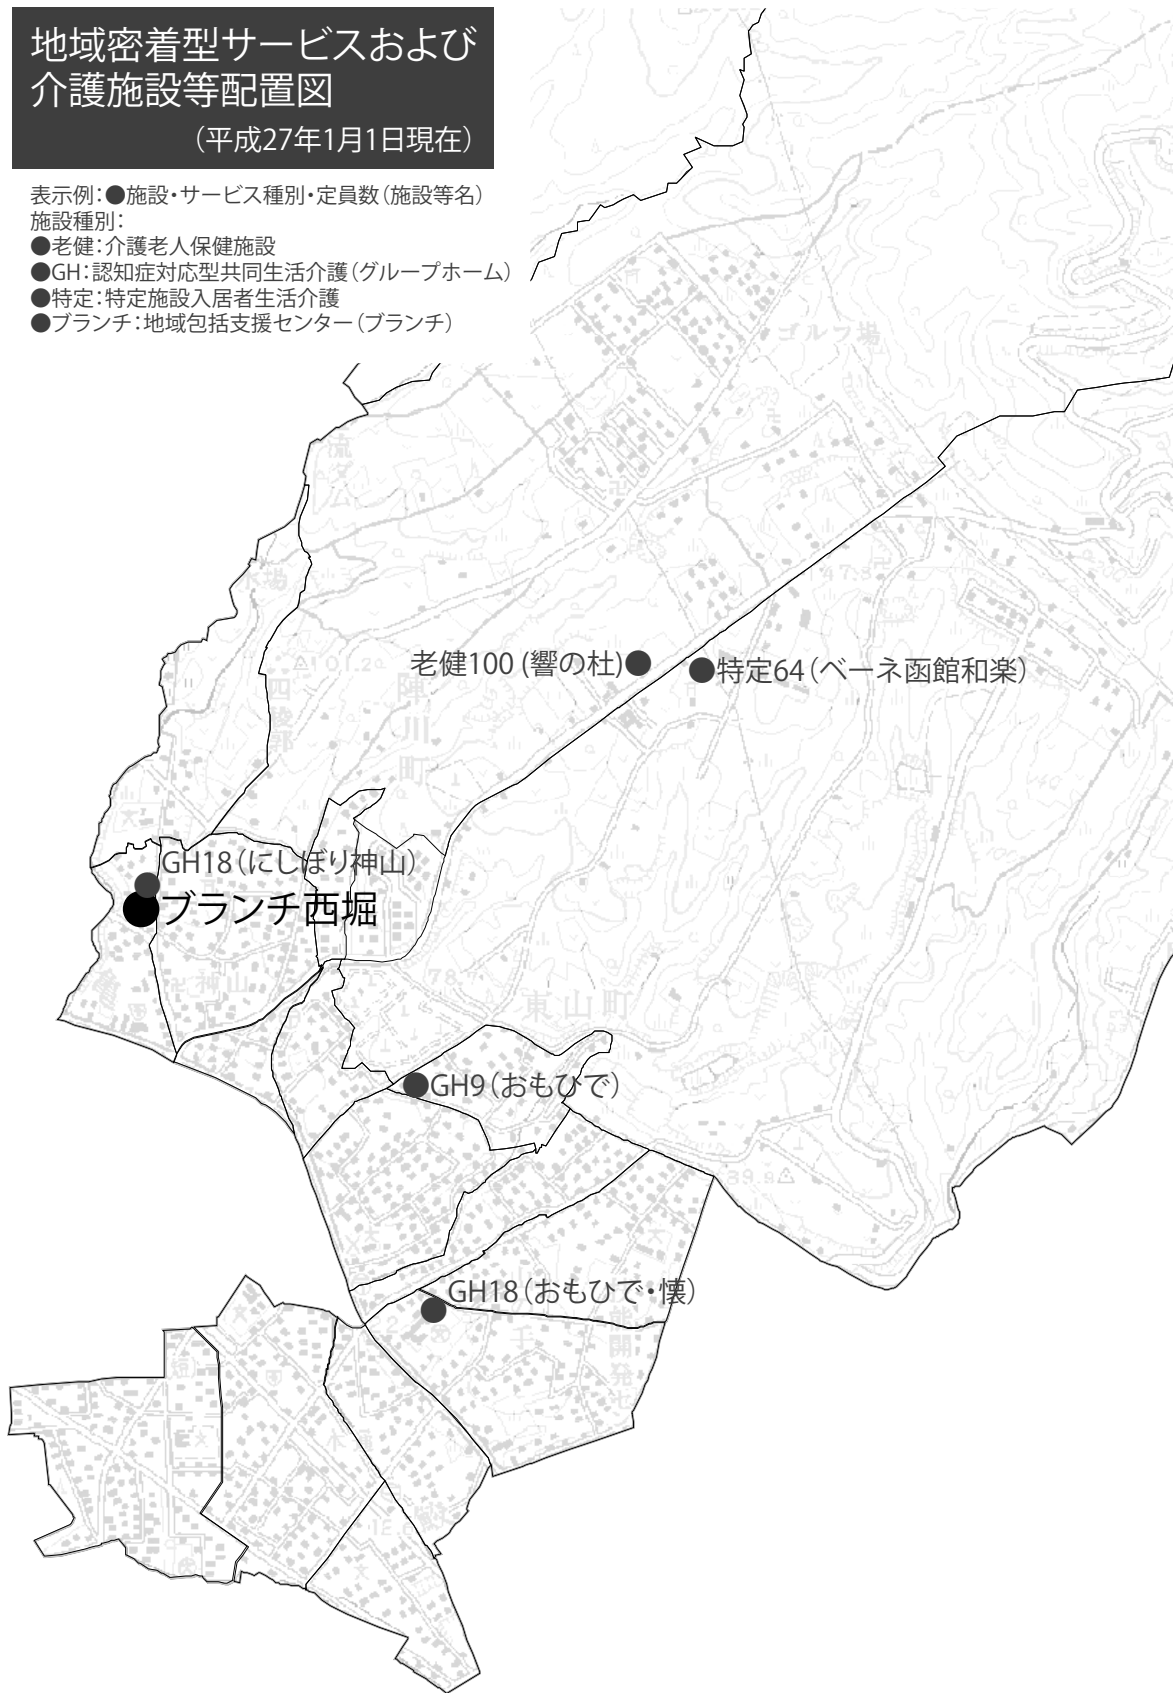 地域密着型サービスおよび
介護施設等配置図
（平成27年1月1日現在）
表示例：●施設・サービス種別・定員数（施設等名）
施設種別：
●老健：介護老人保健施設
●GH：認知症対応型共同生活介護（グループホーム）
●特定：特定施設入居者生活介護
●ブランチ：地域包括支援センター（ブランチ）
ゴルフ場
老健100 (響の杜)●
●特定64（ベーネ函館和楽）
陣川町
GH18（にしぼり神山）
ブランチ西堀
神山
東山町
GH9（おもひで）
GH18（おもひで・懐）